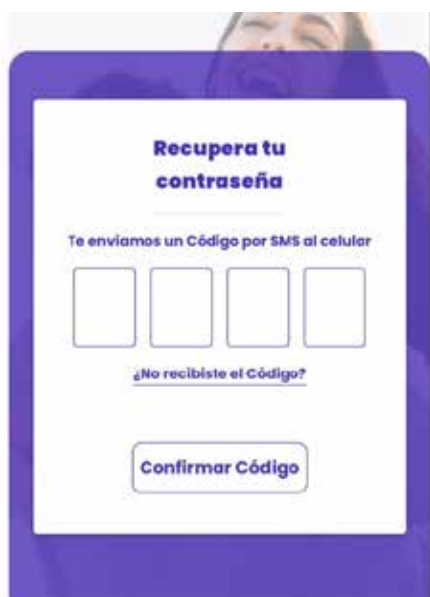 Recupera tu
contraseña
Te enviamos un Código por SMS al celular
¿No recibiste el Código?
Confirmar Código